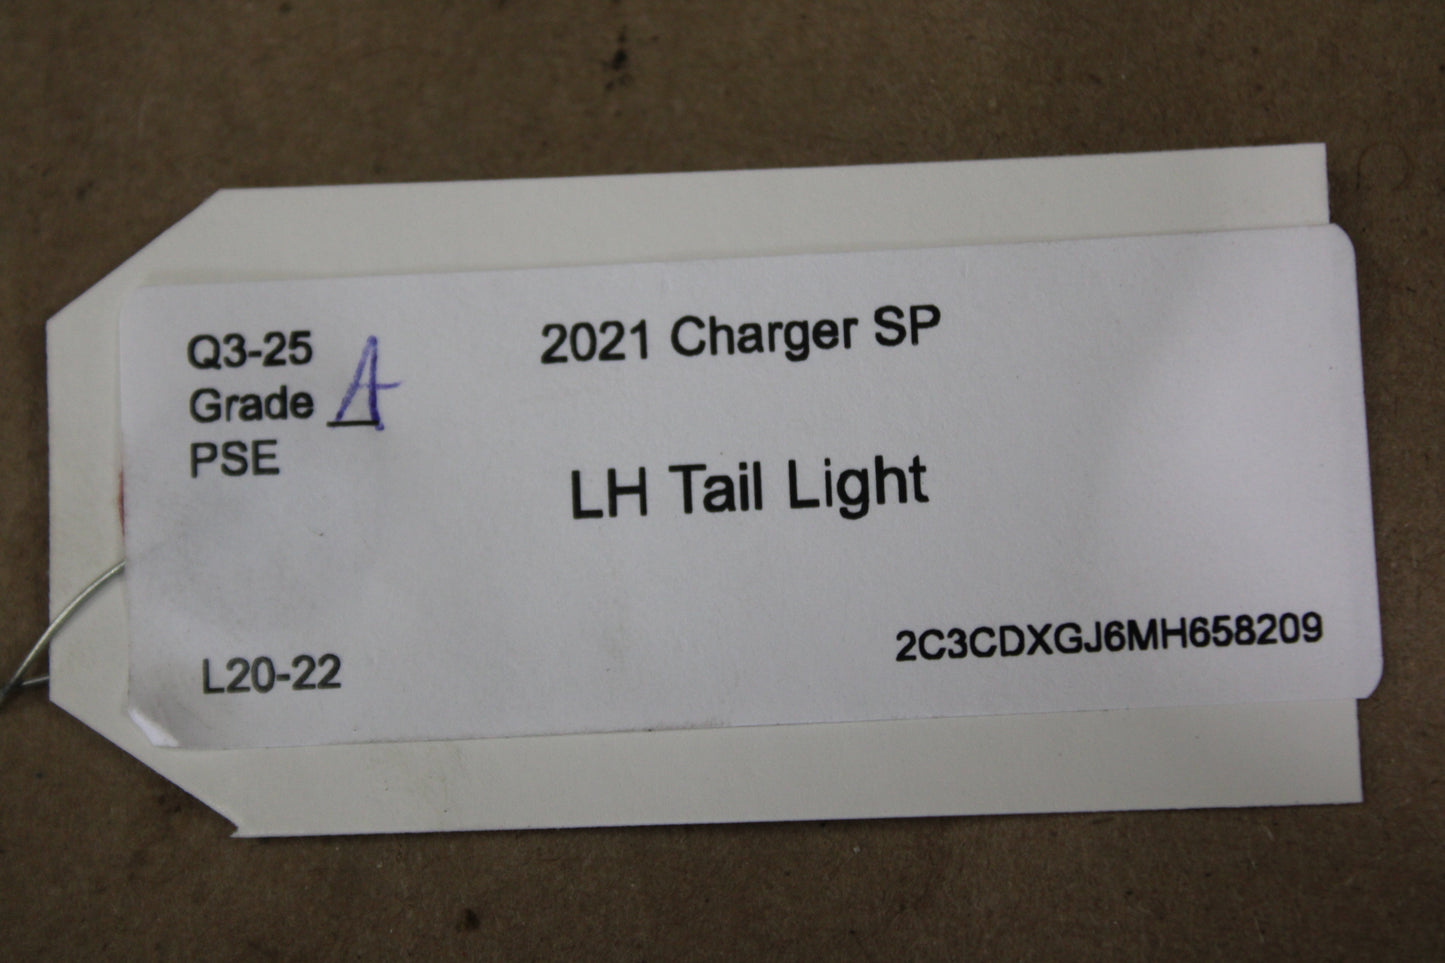 Q3-25
Grade A
PSE
2021 Charger SP
LH Tail Light
L20-22
2C3CDXGJ6MH658209